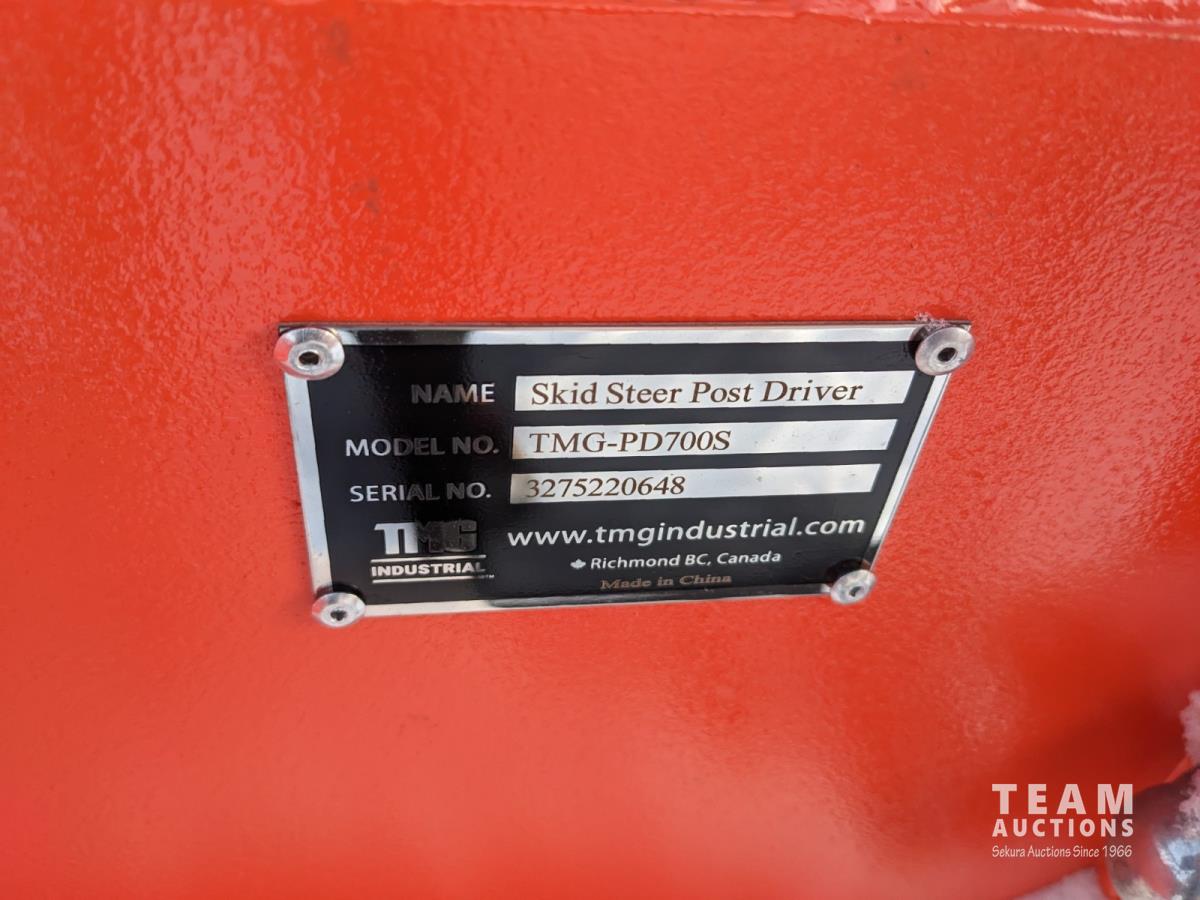 NAME Skid Steer Post Driver
MODEL NO. TMG-PD700S
SERIAL NO. 3275220648
TMG
INDUSTRIAL
www.tmgindustrial.com
Richmond BC, Canada
Made in China
TEAM
AUCTIONS
Sekura Auctions Since 1966